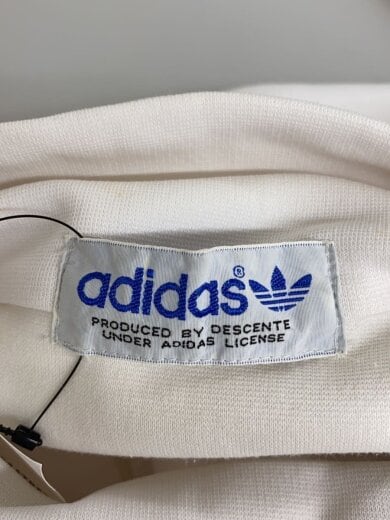 adidas®
PRODUCED BY DESCENTE
UNDER ADIDAS LICENSE